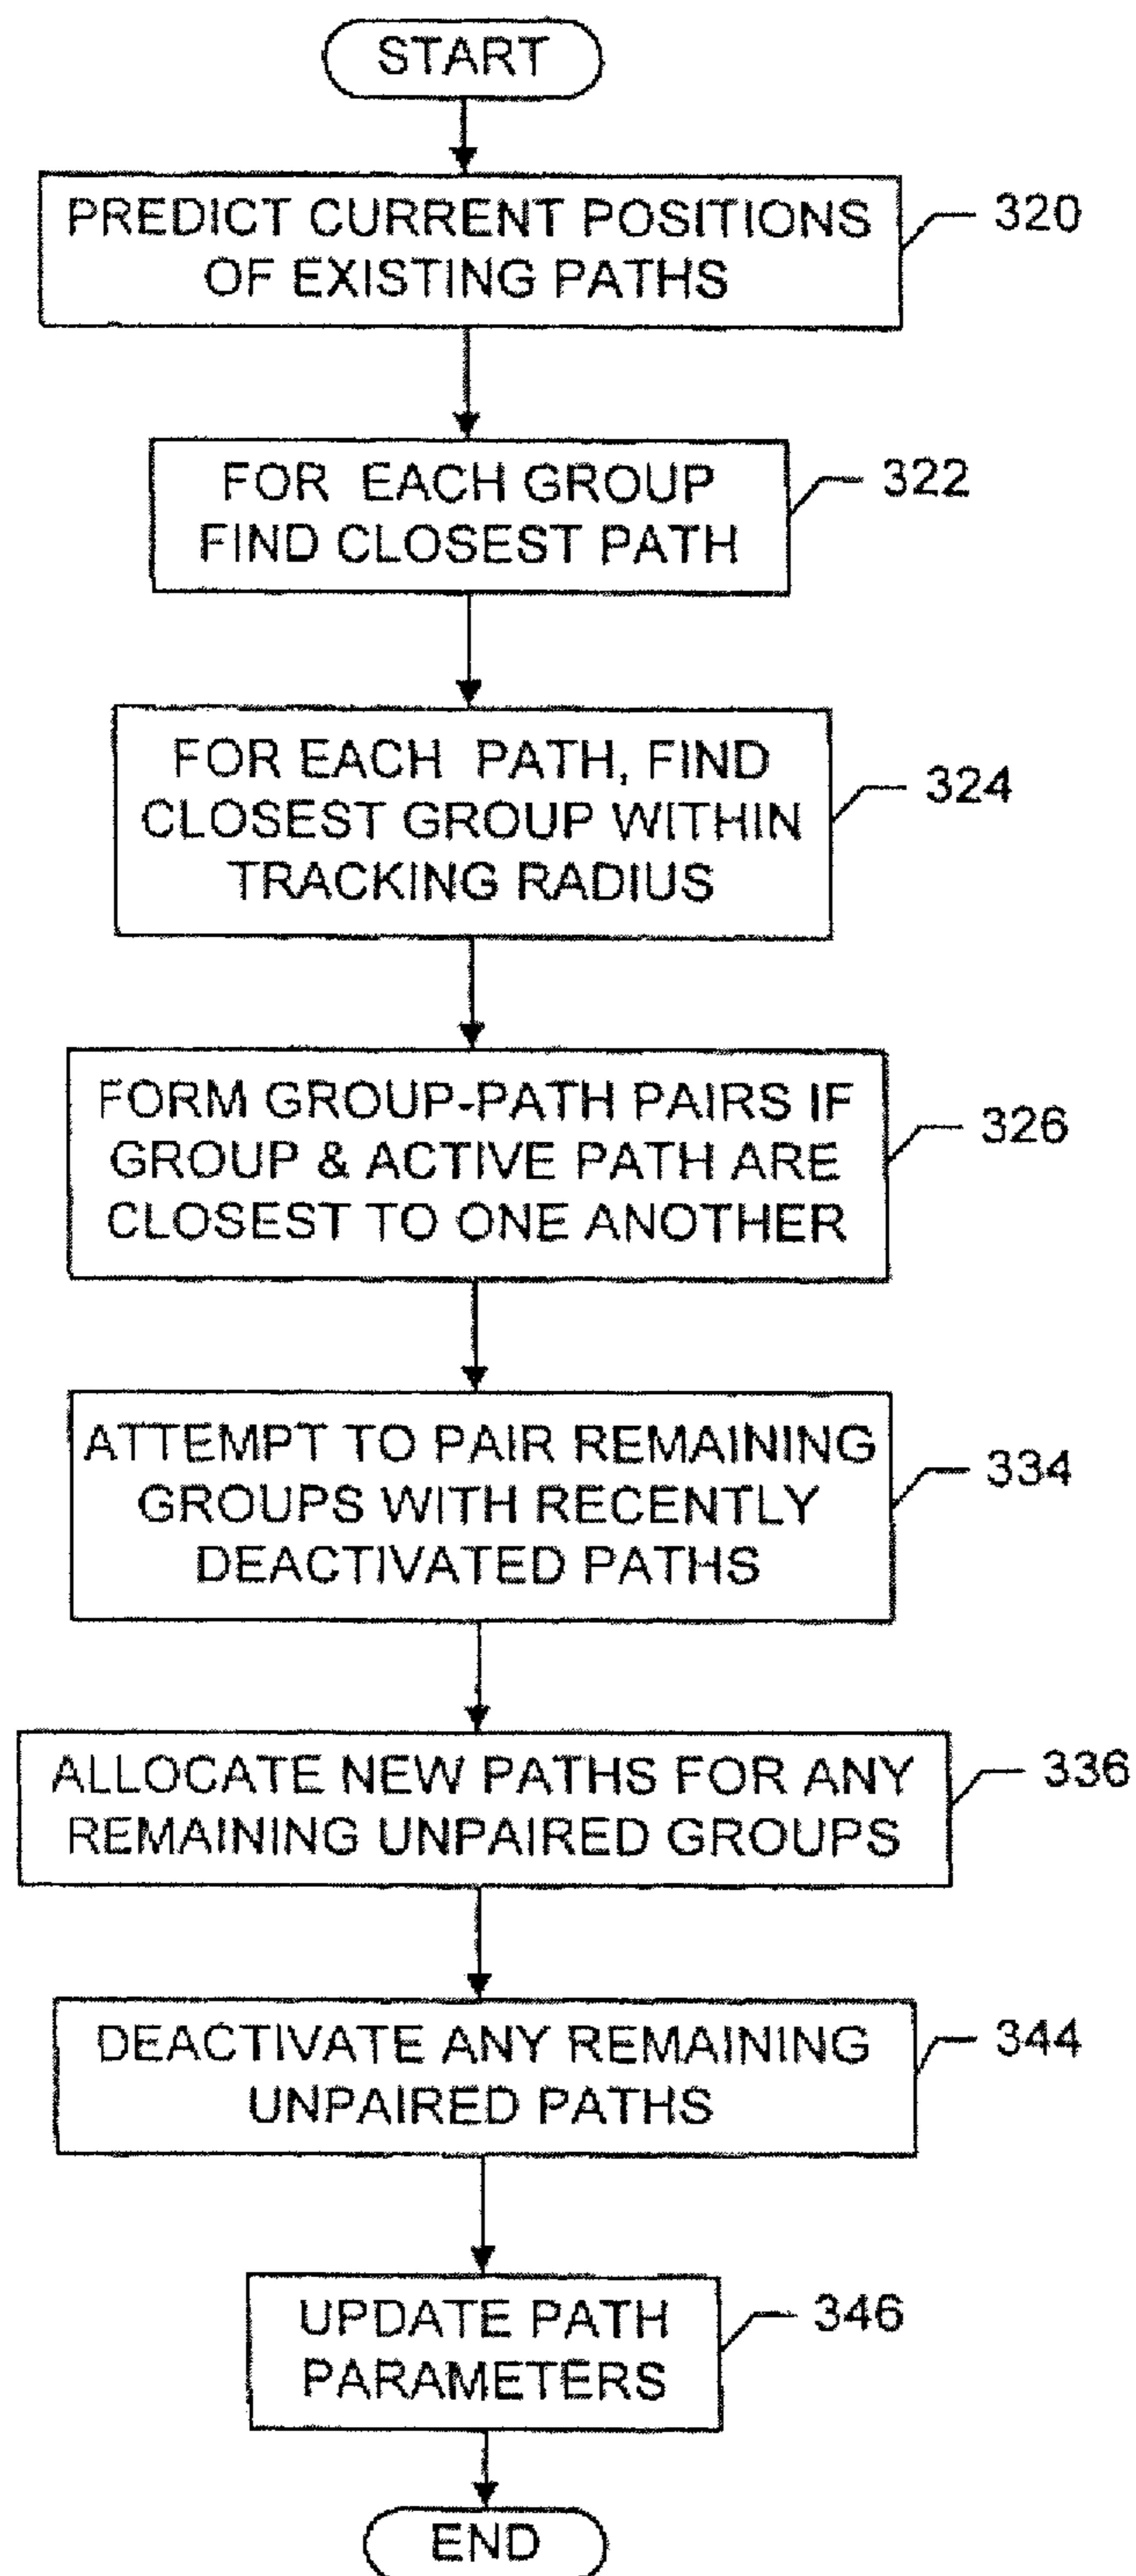 START
PREDICT CURRENT POSITIONS
OF EXISTING PATHS
320
FOR EACH GROUP
FIND CLOSEST PATH
322
FOR EACH PATH, FIND
CLOSEST GROUP WITHIN
TRACKING RADIUS
324
FORM GROUP-PATH PAIRS IF
GROUP & ACTIVE PATH ARE
CLOSEST TO ONE ANOTHER
326
ATTEMPT TO PAIR REMAINING
GROUPS WITH RECENTLY
DEACTIVATED PATHS
334
ALLOCATE NEW PATHS FOR ANY
REMAINING UNPAIRED GROUPS
336
DEACTIVATE ANY REMAINING
UNPAIRED PATHS
344
UPDATE PATH
PARAMETERS
346
END